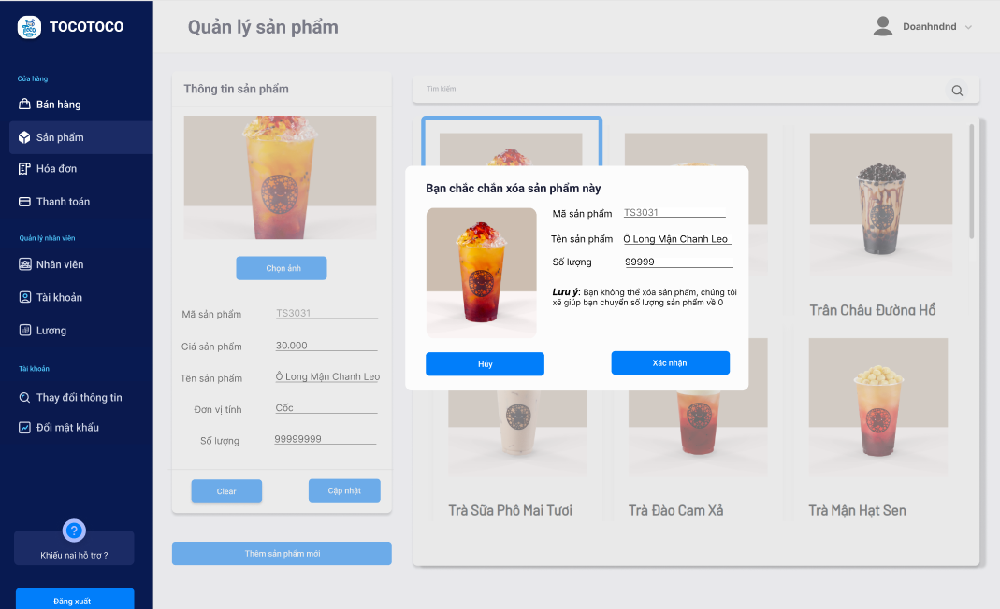 TOCOTOCO
Quản lý sản phẩm
Doanhndnd
Cửa hàng
Bán hàng
Sản phẩm
Hóa đơn
Thanh toán
Quản lý nhân viên
Nhân viên
Tài khoản
Lương
Tài khoản
Thay đổi thông tin
Đổi mật khẩu
?
Khiếu nại hỗ trợ ?
Đăng xuất
Thông tin sản phẩm
Chọn ảnh
Mã sản phẩm TS3031
Giá sản phẩm 30.000
Tên sản phẩm Ô Long Mận Chanh Leo
Đơn vị tính Cốc
Số lượng 99999999
Clear Cập nhật
Thêm sản phẩm mới
Tìm kiếm
Bạn chắc chắn xóa sản phẩm này
Mã sản phẩm TS3031
Tên sản phẩm Ô Long Mận Chanh Leo
Số lượng 99999
Lưu ý: Bạn không thể xóa sản phẩm, chúng tôi
xẽ giúp bạn chuyển số lượng sản phẩm về 0
Hủy Xác nhận
Trân Châu Đường Hổ
Trà Sữa Phô Mai Tươi
Trà Đào Cam Xả
Trà Mận Hạt Sen